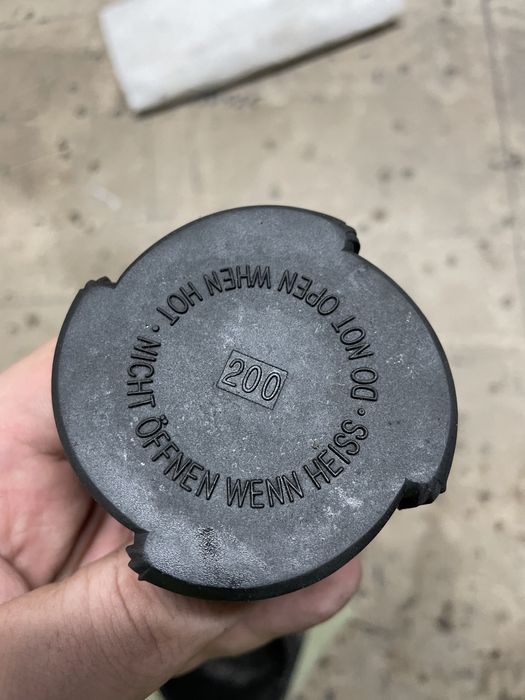 NICHT ÖFFNEN WENN HEISS · DO NOT OPEN WHEN HOT ·
200